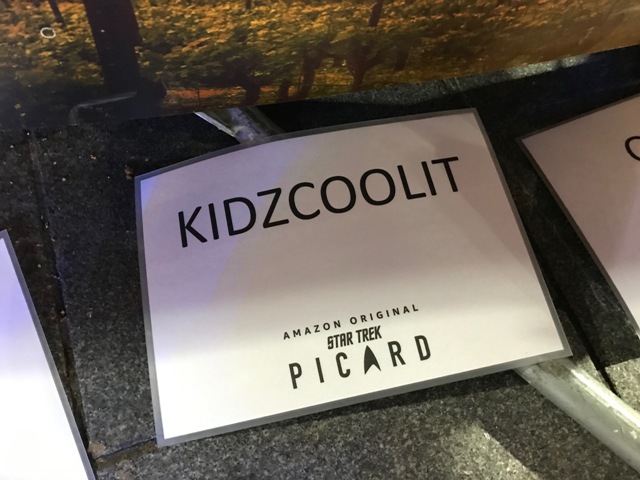 KIDZCOOLIT
AMAZON ORIGINAL
STAR TREK
PICARD